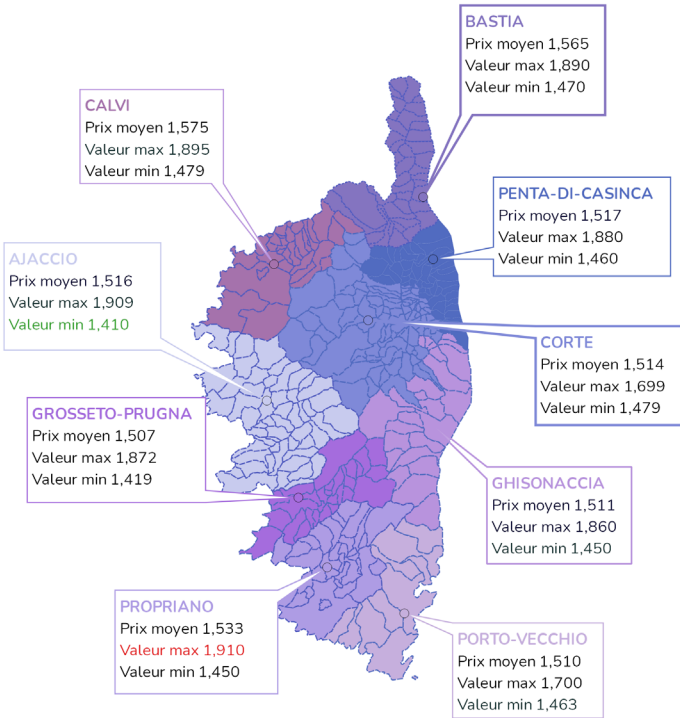 BASTIA
Prix moyen 1,565
Valeur max 1,890
Valeur min 1,470
CALVI
Prix moyen 1,575
Valeur max 1,895
Valeur min 1,479
PENTA-DI-CASINCA
Prix moyen 1,517
Valeur max 1,880
Valeur min 1,460
AJACCIO
Prix moyen 1,516
Valeur max 1,909
Valeur min 1,410
CORTE
Prix moyen 1,514
Valeur max 1,699
Valeur min 1,479
GROSSETO-PRUGNA
Prix moyen 1,507
Valeur max 1,872
Valeur min 1,419
GHISONACCIA
Prix moyen 1,511
Valeur max 1,860
Valeur min 1,450
PROPRIANO
Prix moyen 1,533
Valeur max 1,910
Valeur min 1,450
PORTO-VECCHIO
Prix moyen 1,510
Valeur max 1,700
Valeur min 1,463